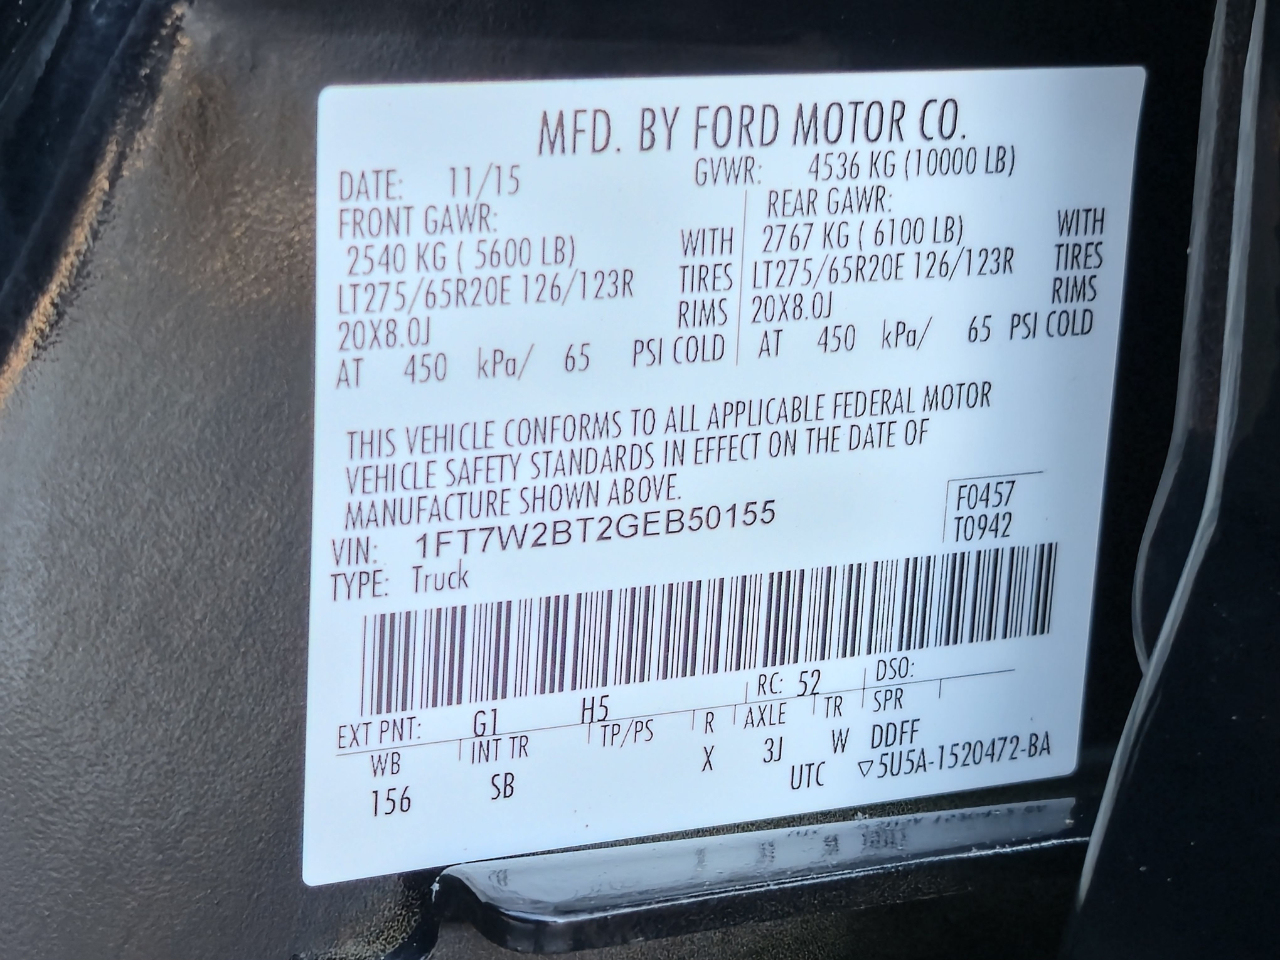 MFD. BY FORD MOTOR CO.
DATE: 11/15 GVWR: 4536 KG (10000 LB)
FRONT GAWR: REAR GAWR:
2540 KG ( 5600 LB) WITH 2767 KG ( 6100 LB) WITH
LT275/65R20E 126/123R TIRES LT275/65R20E 126/123R TIRES
20X8.0J RIMS 20X8.0J RIMS
AT 450 kPa/ 65 PSI COLD AT 450 kPa/ 65 PSI COLD
THIS VEHICLE CONFORMS TO ALL APPLICABLE FEDERAL MOTOR
VEHICLE SAFETY STANDARDS IN EFFECT ON THE DATE OF
MANUFACTURE SHOWN ABOVE.
VIN: 1FT7W2BT2GEB50155 F0457
TYPE: Truck T0942
EXT PNT: G1 H5 RC: 52 DSO:
WB INT TR TP/PS R AXLE TR SPR
156 SB X 3J W DDFF
UTC ▽5U5A-1520472-BA